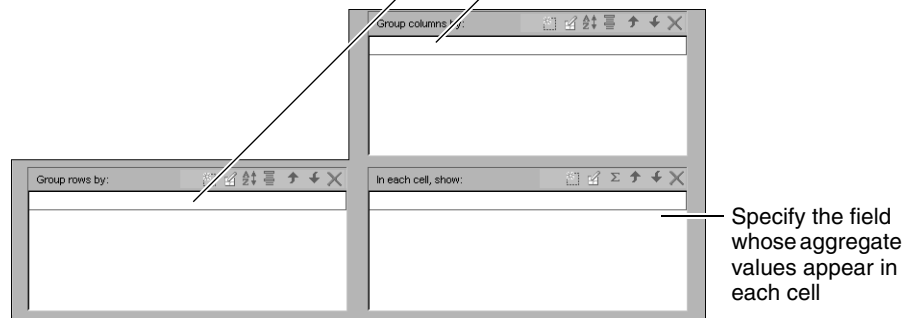 Group columns by:
Group rows by:
In each cell, show:
Specify the field
whose aggregate
values appear in
each cell